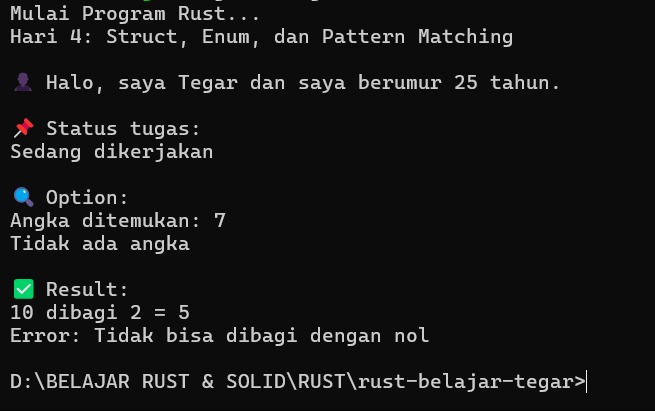 Mulai Program Rust...
Hari 4: Struct, Enum, dan Pattern Matching
👤 Halo, saya Tegar dan saya berumur 25 tahun.
📌 Status tugas:
Sedang dikerjakan
🔍 Option:
Angka ditemukan: 7
Tidak ada angka
✅ Result:
10 dibagi 2 = 5
Error: Tidak bisa dibagi dengan nol
D:\BELAJAR RUST & SOLID\RUST\rust-belajar-tegar>